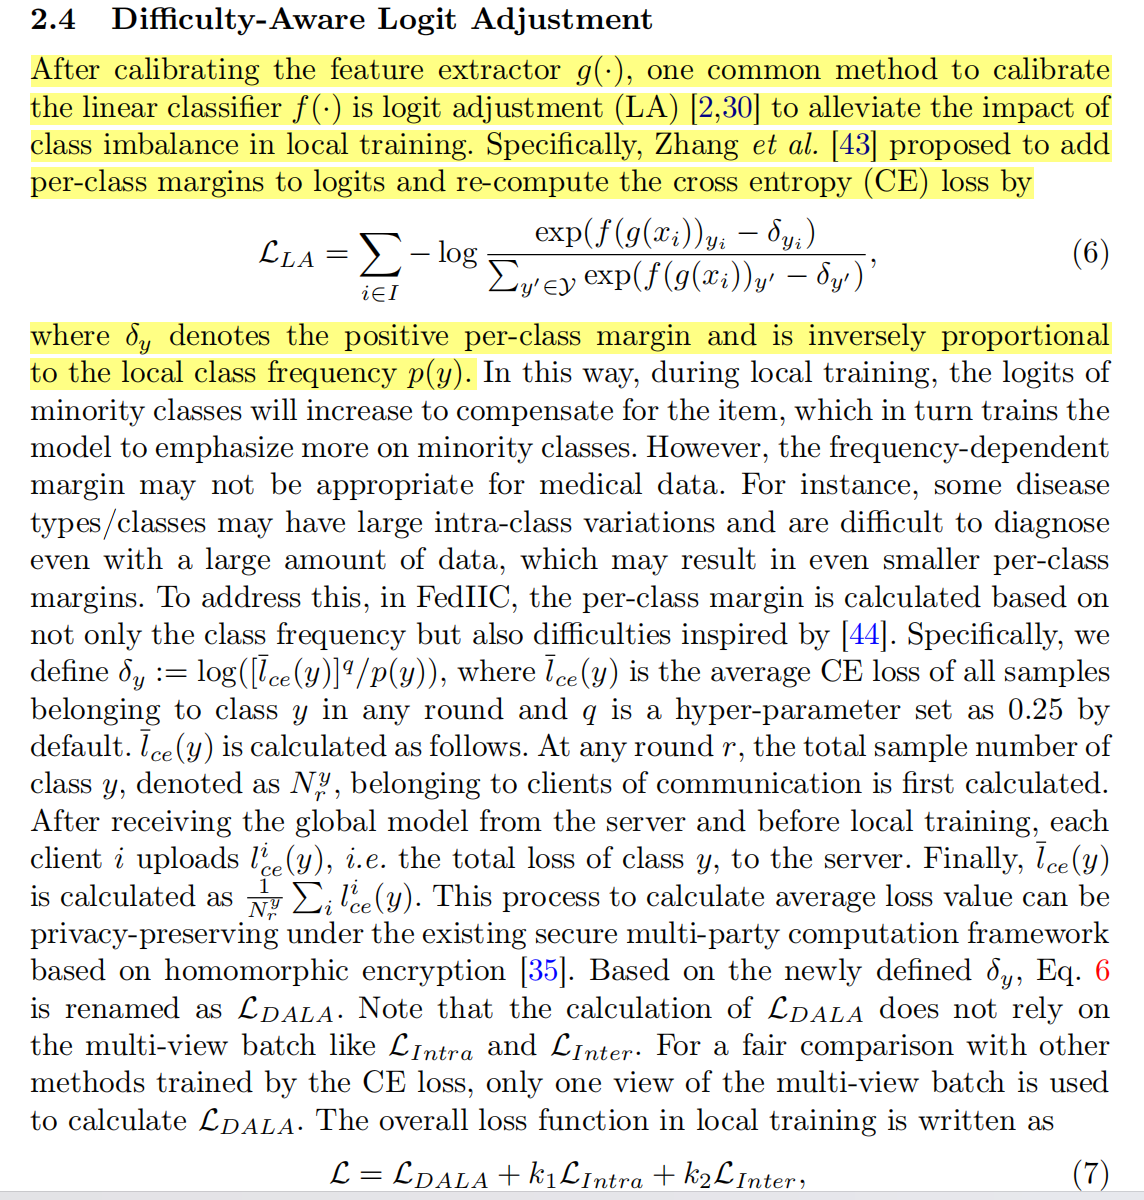 2.4 Difficulty-Aware Logit Adjustment
After calibrating the feature extractor g(·), one common method to calibrate
the linear classifier f(·) is logit adjustment (LA) [2,30] to alleviate the impact of
class imbalance in local training. Specifically, Zhang et al. [43] proposed to add
per-class margins to logits and re-compute the cross entropy (CE) loss by
$\mathcal{L}_{LA} = \sum_{i \in I} -\log \frac{\exp(f(g(x_i))_{y_i} - \delta_{y_i})}{\sum_{y' \in \mathcal{Y}} \exp(f(g(x_i))_{y'} - \delta_{y'})},$ (6)
where $\delta_y$ denotes the positive per-class margin and is inversely proportional
to the local class frequency p(y). In this way, during local training, the logits of
minority classes will increase to compensate for the item, which in turn trains the
model to emphasize more on minority classes. However, the frequency-dependent
margin may not be appropriate for medical data. For instance, some disease
types/classes may have large intra-class variations and are difficult to diagnose
even with a large amount of data, which may result in even smaller per-class
margins. To address this, in FedIIC, the per-class margin is calculated based on
not only the class frequency but also difficulties inspired by [44]. Specifically, we
define $\delta_y := \log([\bar{l}_{ce}(y)]^q/p(y))$, where $\bar{l}_{ce}(y)$ is the average CE loss of all samples
belonging to class y in any round and q is a hyper-parameter set as 0.25 by
default. $\bar{l}_{ce}(y)$ is calculated as follows. At any round r, the total sample number of
class y, denoted as $N_r^y$, belonging to clients of communication is first calculated.
After receiving the global model from the server and before local training, each
client i uploads $l_{ce}^i(y)$, i.e. the total loss of class y, to the server. Finally, $\bar{l}_{ce}(y)$
is calculated as $\frac{1}{N_r^y} \sum_i l_{ce}^i(y)$. This process to calculate average loss value can be
privacy-preserving under the existing secure multi-party computation framework
based on homomorphic encryption [35]. Based on the newly defined $\delta_y$, Eq. 6
is renamed as $\mathcal{L}_{DALA}$. Note that the calculation of $\mathcal{L}_{DALA}$ does not rely on
the multi-view batch like $\mathcal{L}_{Intra}$ and $\mathcal{L}_{Inter}$. For a fair comparison with other
methods trained by the CE loss, only one view of the multi-view batch is used
to calculate $\mathcal{L}_{DALA}$. The overall loss function in local training is written as
$\mathcal{L} = \mathcal{L}_{DALA} + k_1\mathcal{L}_{Intra} + k_2\mathcal{L}_{Inter},$ (7)